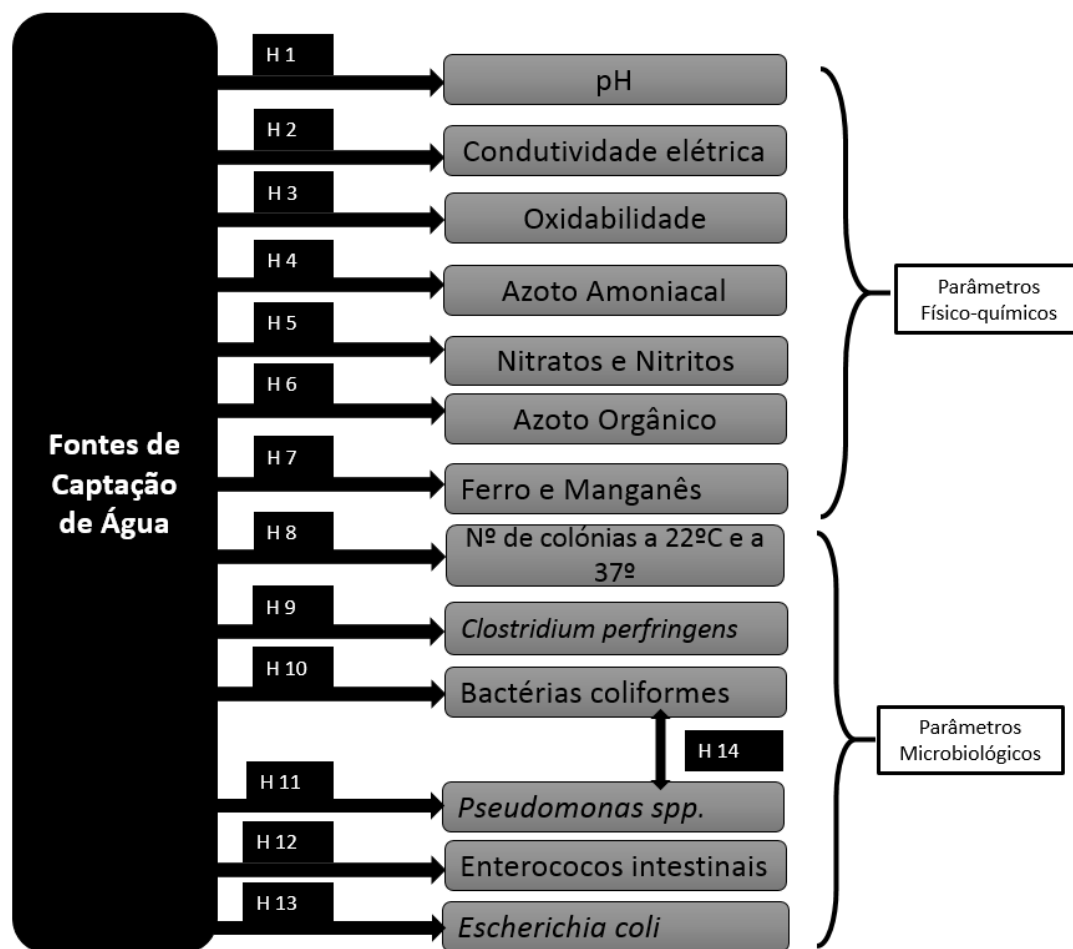 H 1
pH
H 2
Condutividade elétrica
H 3
Oxidabilidade
H 4
Azoto Amoniacal
Parâmetros
Físico-químicos
H 5
Nitratos e Nitritos
H 6
Azoto Orgânico
Fontes de
Captação
de Água
H 7
Ferro e Manganês
H 8
Nº de colónias a 22ºC e a
37º
H 9
Clostridium perfringens
H 10
Bactérias coliformes
H 14
Parâmetros
Microbiológicos
H 11
Pseudomonas spp.
H 12
Enterococos intestinais
H 13
Escherichia coli